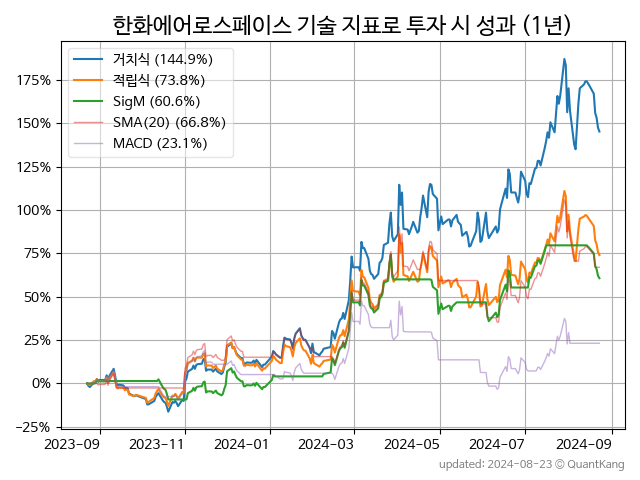 한화에어로스페이스 기술 지표로 투자 시 성과 (1년)
거치식 (144.9%)
적립식 (73.8%)
SigM (60.6%)
SMA(20) (66.8%)
MACD (23.1%)
175%
150%
125%
100%
75%
50%
25%
0%
−25%
2023-09 2023-11 2024-01 2024-03 2024-05 2024-07 2024-09
updated: 2024-08-23 ⓒ QuantKang